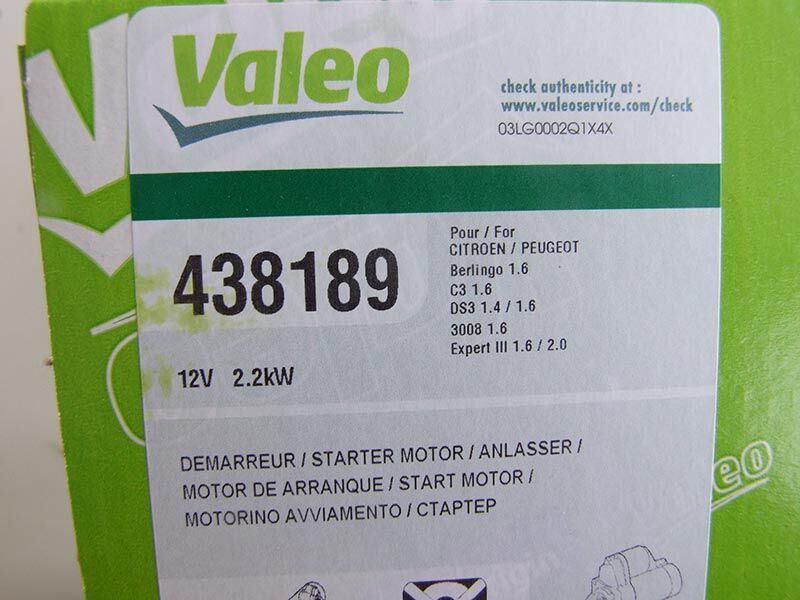 Valeo
check authenticity at :
www.valeoservice.com/check
03LG0002Q1X4X
438189
Pour / For
CITROEN / PEUGEOT
Berlingo 1.6
C3 1.6
DS3 1.4 / 1.6
3008 1.6
Expert III 1.6 / 2.0
12V 2.2kW
DEMARREUR / STARTER MOTOR / ANLASSER /
MOTOR DE ARRANQUE / START MOTOR /
MOTORINO AVVIAMENTO / СТАРТЕР